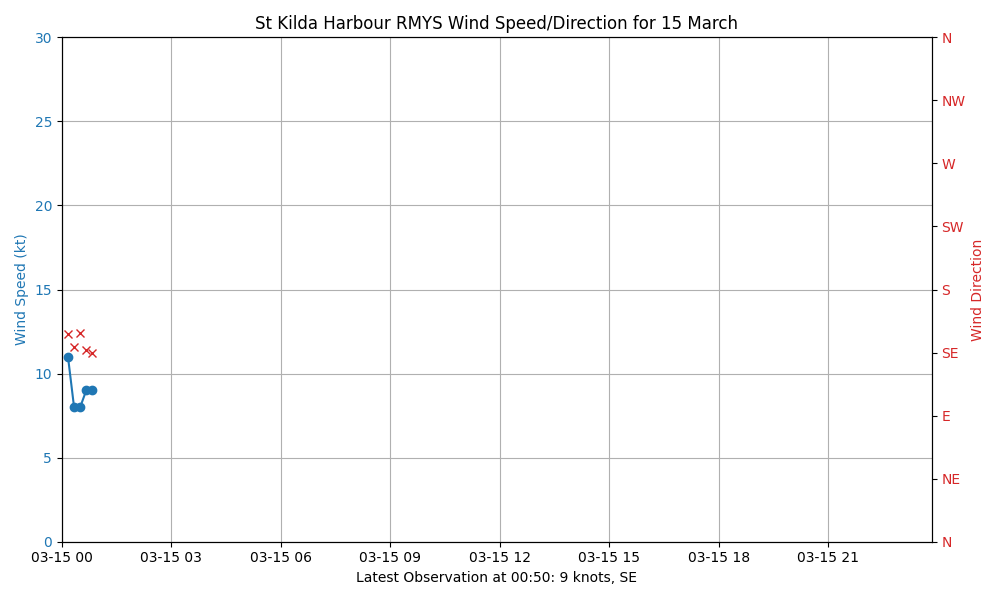 St Kilda Harbour RMYS Wind Speed/Direction for 15 March
30
25
20
15
10
5
0
Wind Speed (kt)
N
NW
W
SW
S
SE
E
NE
N
Wind Direction
03-15 00
03-15 03
03-15 06
03-15 09
03-15 12
03-15 15
03-15 18
03-15 21
Latest Observation at 00:50: 9 knots, SE